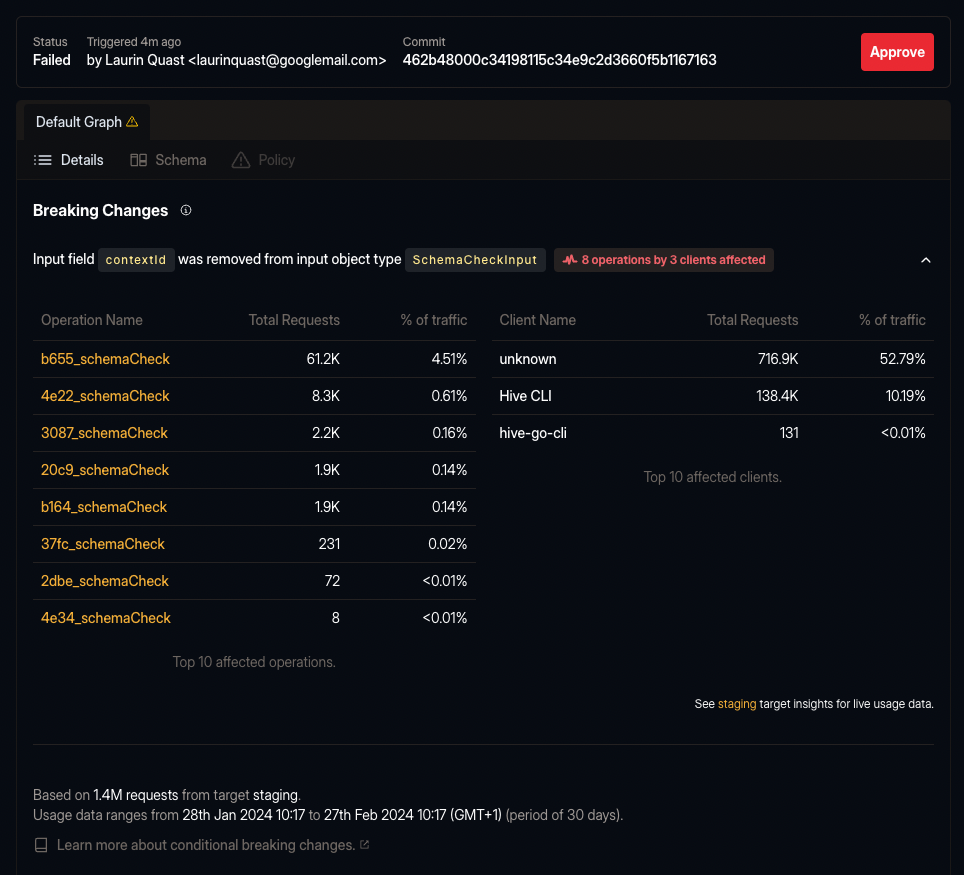 Status Triggered 4m ago Commit
Failed by Laurin Quast <laurinquast@googlemail.com> 462b48000c34198115c34e9c2d3660f5b1167163
Approve
Default Graph
Details Schema Policy
Breaking Changes
Input field contextId was removed from input object type SchemaCheckInput 8 operations by 3 clients affected
Operation Name Total Requests % of traffic
b655_schemaCheck 61.2K 4.51%
4e22_schemaCheck 8.3K 0.61%
3087_schemaCheck 2.2K 0.16%
20c9_schemaCheck 1.9K 0.14%
b164_schemaCheck 1.9K 0.14%
37fc_schemaCheck 231 0.02%
2dbe_schemaCheck 72 <0.01%
4e34_schemaCheck 8 <0.01%
Top 10 affected operations.
Client Name Total Requests % of traffic
unknown 716.9K 52.79%
Hive CLI 138.4K 10.19%
hive-go-cli 131 <0.01%
Top 10 affected clients.
See staging target insights for live usage data.
Based on 1.4M requests from target staging.
Usage data ranges from 28th Jan 2024 10:17 to 27th Feb 2024 10:17 (GMT+1) (period of 30 days).
Learn more about conditional breaking changes.